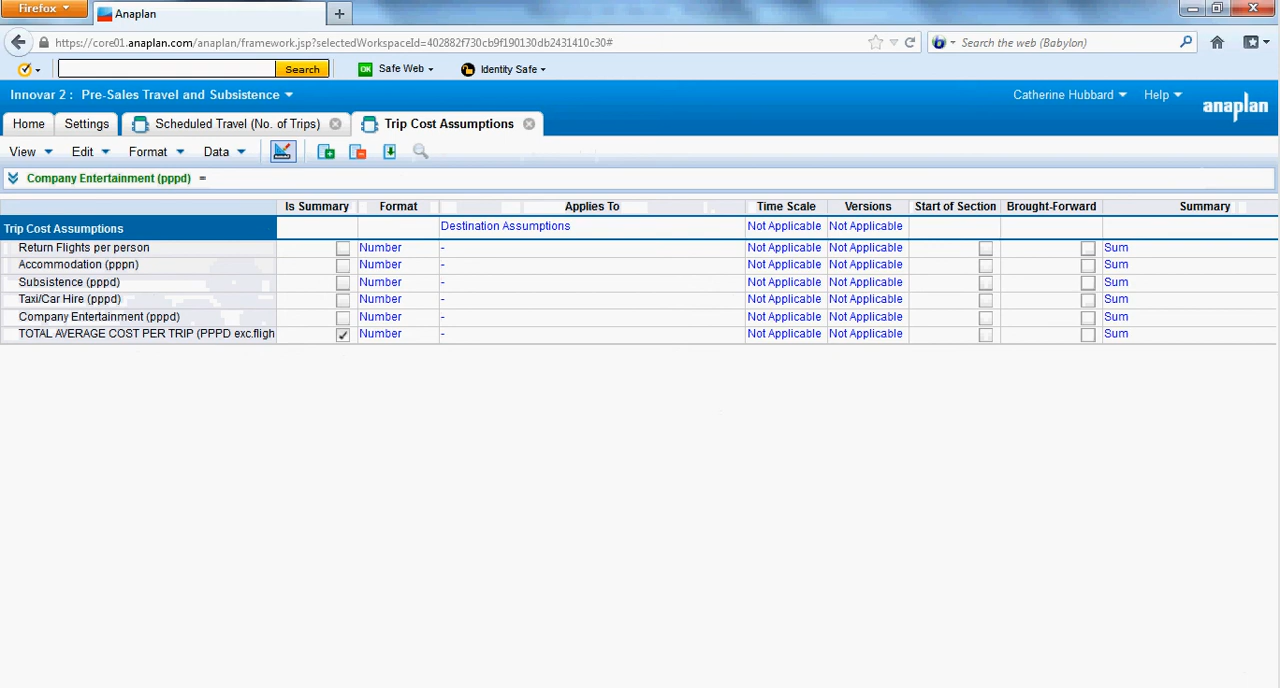 Firefox
Anaplan
https://core01.anaplan.com/anaplan/framework.jsp?selectedWorkspaceId=402882f730cb9f190130db2431410c30#
Search the web (Babylon)
Search
OK Safe Web
Identity Safe
Innovar 2 : Pre-Sales Travel and Subsistence
Catherine Hubbard Help
anaplan
Home Settings Scheduled Travel (No. of Trips) Trip Cost Assumptions
View Edit Format Data
Company Entertainment (pppd) =
Is Summary Format Applies To Time Scale Versions Start of Section Brought-Forward Summary
Trip Cost Assumptions Destination Assumptions Not Applicable Not Applicable
Return Flights per person Number - Not Applicable Not Applicable Sum
Accommodation (pppn) Number - Not Applicable Not Applicable Sum
Subsistence (pppd) Number - Not Applicable Not Applicable Sum
Taxi/Car Hire (pppd) Number - Not Applicable Not Applicable Sum
Company Entertainment (pppd) Number - Not Applicable Not Applicable Sum
TOTAL AVERAGE COST PER TRIP (PPPD exc.fligh Number - Not Applicable Not Applicable Sum